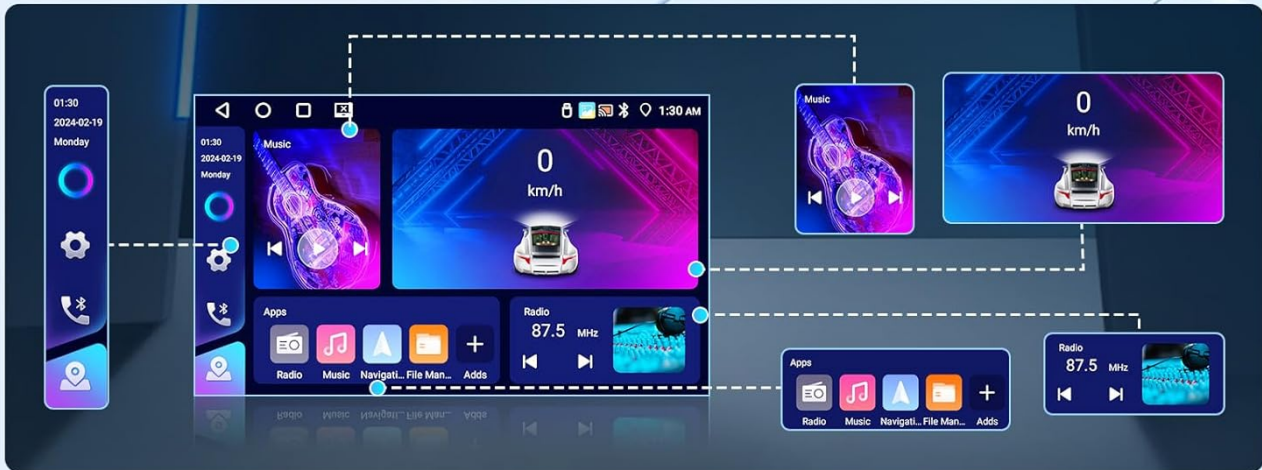 01:30
2024-02-19
Monday
1:30 AM
01:30
2024-02-19
Monday
Music
0
km/h
Apps
Radio
Music
Navigati...
File Man...
Adds
Radio
87.5 MHz
Music
0
km/h
Apps
Radio
Music
Navigati...
File Man...
Adds
Radio
87.5 MHz